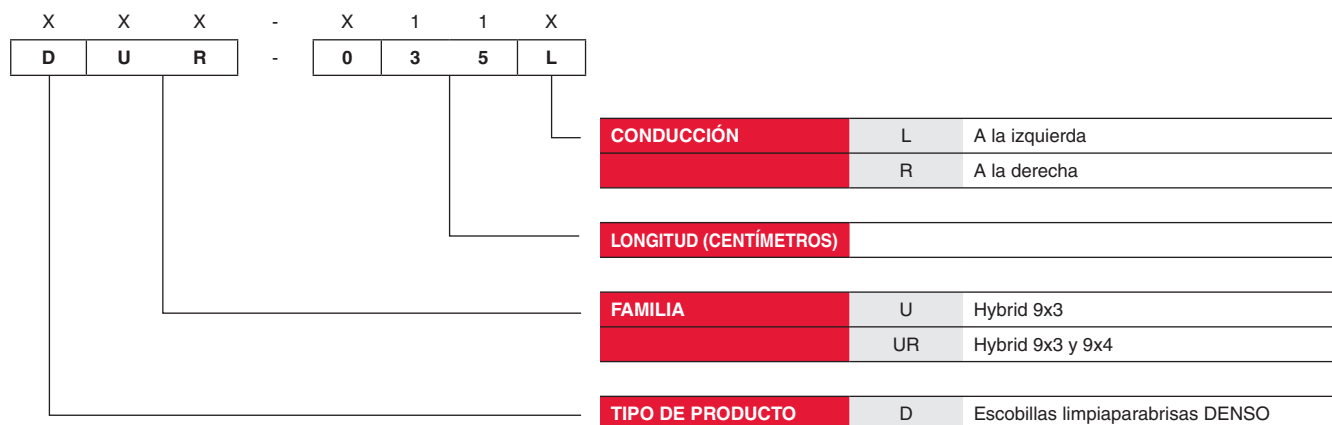 X X X - X 1 1 X
D U R - 0 3 5 L
CONDUCCIÓN L A la izquierda
R A la derecha
LONGITUD (CENTÍMETROS)
FAMILIA U Hybrid 9x3
UR Hybrid 9x3 y 9x4
TIPO DE PRODUCTO D Escobillas limpiaparabrisas DENSO